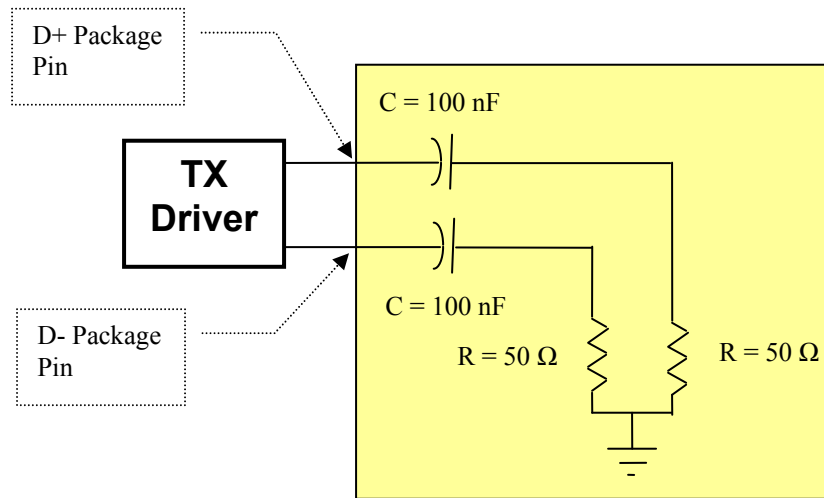 D+ Package
Pin
C = 100 nF
TX
Driver
C = 100 nF
D- Package
Pin
R = 50 Ω
R = 50 Ω